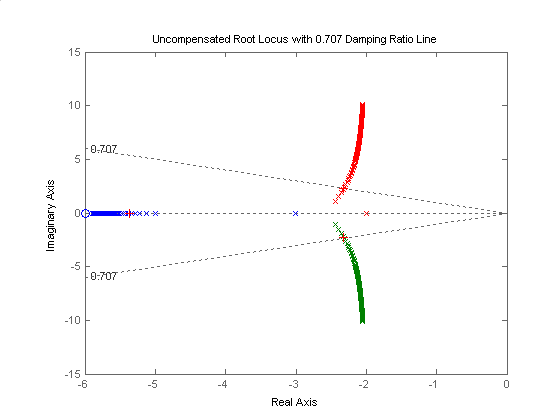 Uncompensated Root Locus with 0.707 Damping Ratio Line
15
10
5
0
-5
-10
-15
0.707
0.707
Imaginary Axis
-6 -5 -4 -3 -2 -1 0
Real Axis